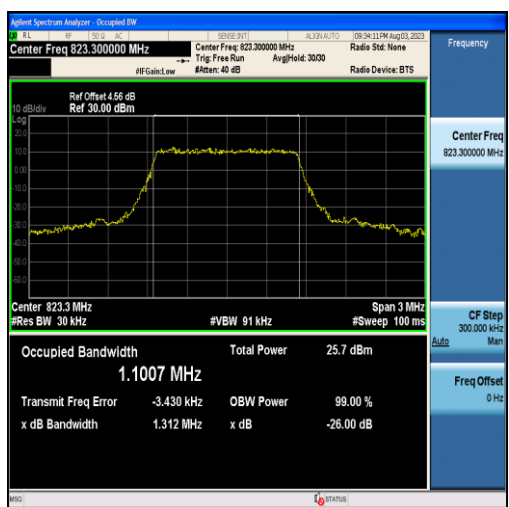 Agilent Spectrum Analyzer - Occupied BW
RL RF 50 Ω AC SENSE:INT ALIGN AUTO 09:34:11 PM Aug 03, 2023
Center Freq 823.300000 MHz Center Freq: 823.300000 MHz Radio Std: None Frequency
Trig: Free Run Avg|Hold: 30/30
#IFGain:Low #Atten: 40 dB Radio Device: BTS
Ref Offset 4.56 dB
10 dB/div Ref 30.00 dBm
Log
20.0
10.0
0.00
-10.0
-20.0
-30.0
-40.0
-50.0
-60.0
Center Freq
823.300000 MHz
Center 823.3 MHz Span 3 MHz
#Res BW 30 kHz #VBW 91 kHz #Sweep 100 ms
CF Step
300.000 kHz
Auto Man
Occupied Bandwidth Total Power 25.7 dBm
1.1007 MHz
Transmit Freq Error -3.430 kHz OBW Power 99.00 %
x dB Bandwidth 1.312 MHz x dB -26.00 dB
Freq Offset
0 Hz
MSG STATUS